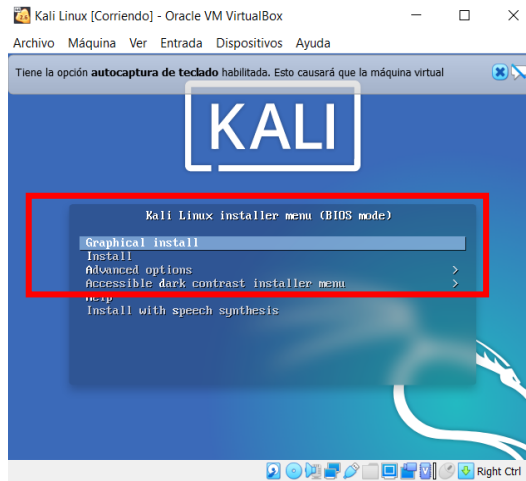 Kali Linux [Corriendo] - Oracle VM VirtualBox
Archivo Máquina Ver Entrada Dispositivos Ayuda
Tiene la opción autocaptura de teclado habilitada. Esto causará que la máquina virtual
KALI
Kali Linux installer menu (BIOS mode)
Graphical install
Install
Advanced options >
Accessible dark contrast installer menu >
Help
Install with speech synthesis
Right Ctrl